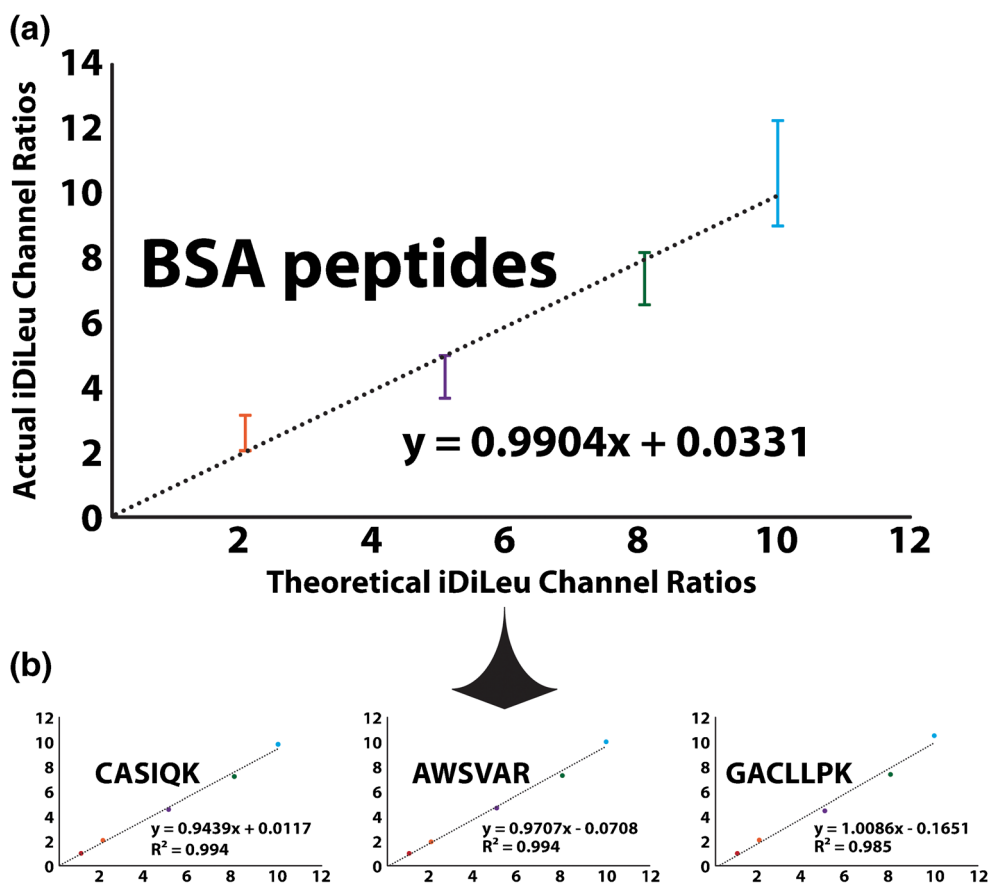 (a)
Actual iDiLeu Channel Ratios
14
12
10
8
6
4
2
0
BSA peptides
y = 0.9904x + 0.0331
2 4 6 8 10 12
Theoretical iDiLeu Channel Ratios
(b)
12
10
8
6
4
2
0
CASIQK
y = 0.9439x + 0.0117
R² = 0.994
2 4 6 8 10 12
12
10
8
6
4
2
0
AWSVAR
y = 0.9707x - 0.0708
R² = 0.994
2 4 6 8 10 12
12
10
8
6
4
2
0
GACLLPK
y = 1.0086x - 0.1651
R² = 0.985
2 4 6 8 10 12